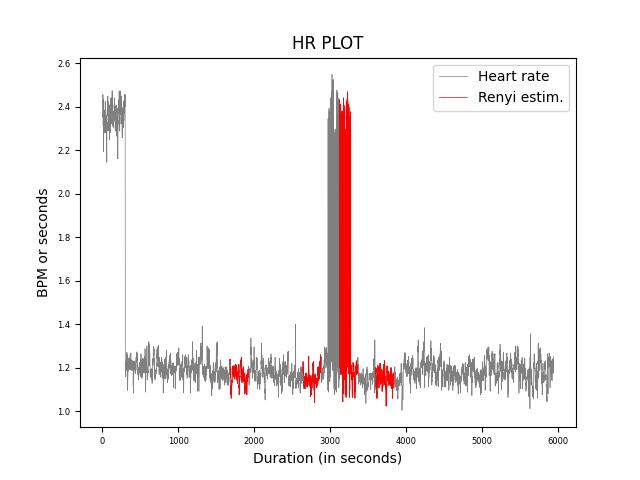 HR PLOT
Heart rate
Renyi estim.
2.6
2.4
2.2
2.0
1.8
1.6
1.4
1.2
1.0
BPM or seconds
0 1000 2000 3000 4000 5000 6000
Duration (in seconds)